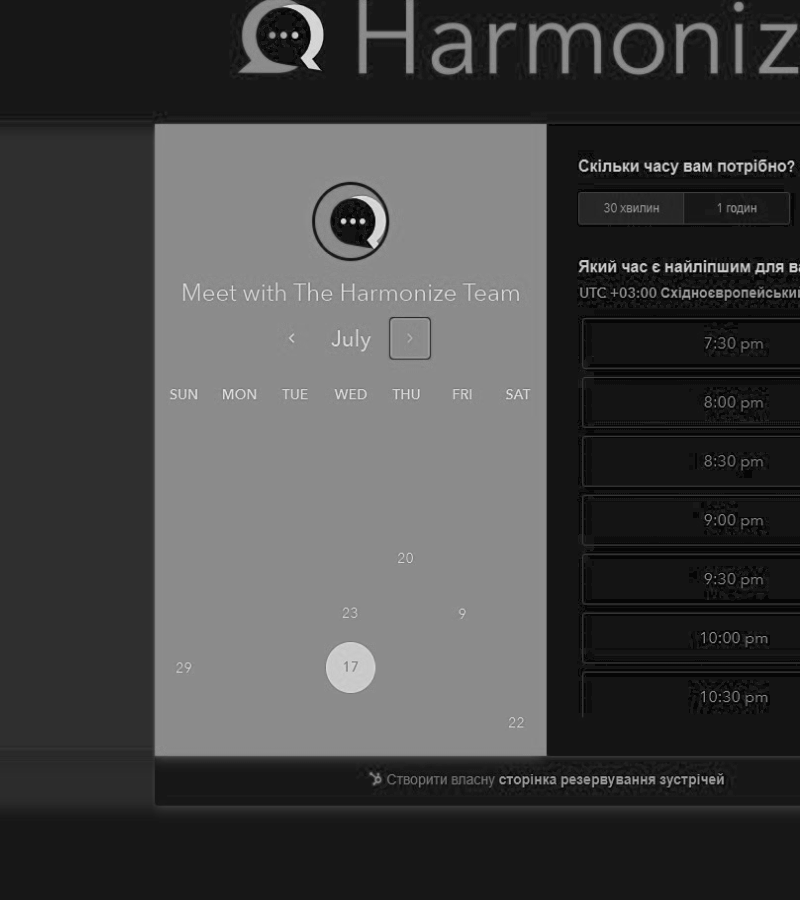 Harmoniz
Meet with The Harmonize Team
July
SUN MON TUE WED THU FRI SAT
20
23 9
29 17
22
Скільки часу вам потрібно?
30 хвилин 1 годин
Який час є найліпшим для ва
UTC +03:00 Східноєвропейськи
7:30 pm
8:00 pm
8:30 pm
9:00 pm
9:30 pm
10:00 pm
10:30 pm
Створити власну сторінка резервування зустрічей